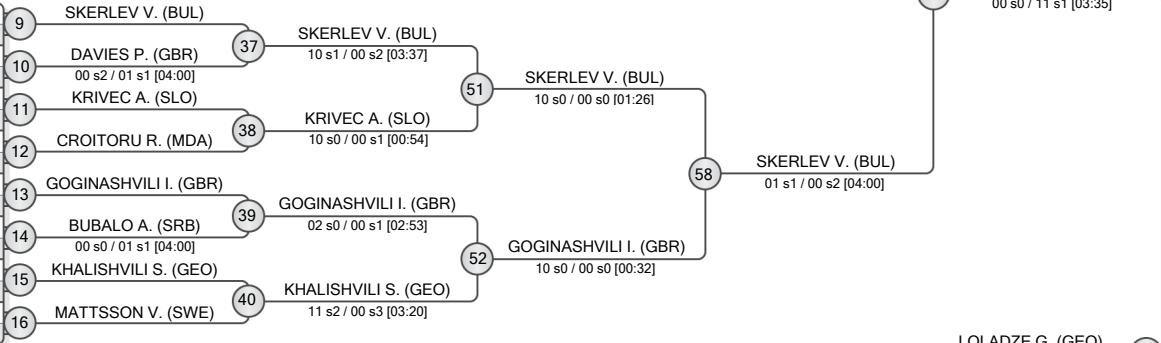 9
SKERLEV V. (BUL)
10
DAVIES P. (GBR)
00 s2 / 01 s1 [04:00]
11
KRIVEC A. (SLO)
12
CROITORU R. (MDA)
13
GOGINASHVILI I. (GBR)
14
BUBALO A. (SRB)
00 s0 / 01 s1 [04:00]
15
KHALISHVILI S. (GEO)
16
MATTSSON V. (SWE)
37
SKERLEV V. (BUL)
10 s1 / 00 s2 [03:37]
38
KRIVEC A. (SLO)
10 s0 / 00 s1 [00:54]
39
GOGINASHVILI I. (GBR)
02 s0 / 00 s1 [02:53]
40
KHALISHVILI S. (GEO)
11 s2 / 00 s3 [03:20]
51
SKERLEV V. (BUL)
10 s0 / 00 s0 [01:26]
52
GOGINASHVILI I. (GBR)
10 s0 / 00 s0 [00:32]
58
SKERLEV V. (BUL)
01 s1 / 00 s2 [04:00]
00 s0 / 11 s1 [03:35]
LOLADZE G. (GEO)